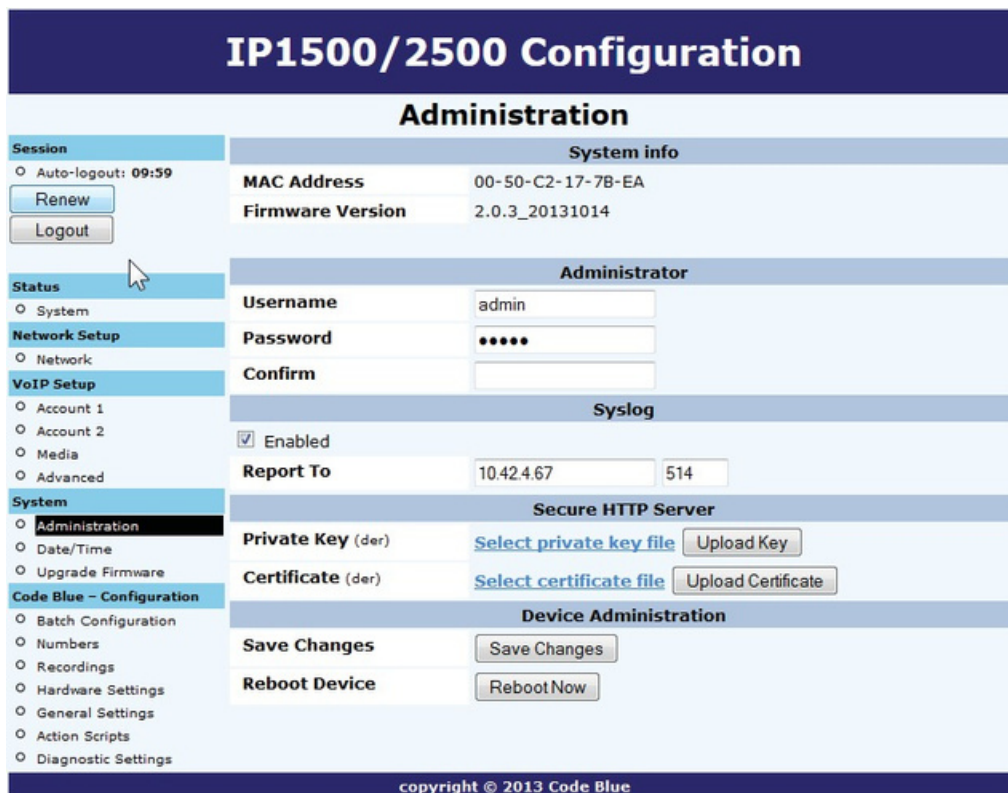 IP1500/2500 Configuration
Administration
Session
Auto-logout: 09:59
Renew
Logout
Status
System
Network Setup
Network
VoIP Setup
Account 1
Account 2
Media
Advanced
System
Administration
Date/Time
Upgrade Firmware
Code Blue – Configuration
Batch Configuration
Numbers
Recordings
Hardware Settings
General Settings
Action Scripts
Diagnostic Settings
System info
MAC Address 00-50-C2-17-7B-EA
Firmware Version 2.0.3_20131014
Administrator
Username admin
Password •••••
Confirm
Syslog
Enabled
Report To 10.42.4.67 514
Secure HTTP Server
Private Key (der) Select private key file Upload Key
Certificate (der) Select certificate file Upload Certificate
Device Administration
Save Changes Save Changes
Reboot Device Reboot Now
copyright © 2013 Code Blue